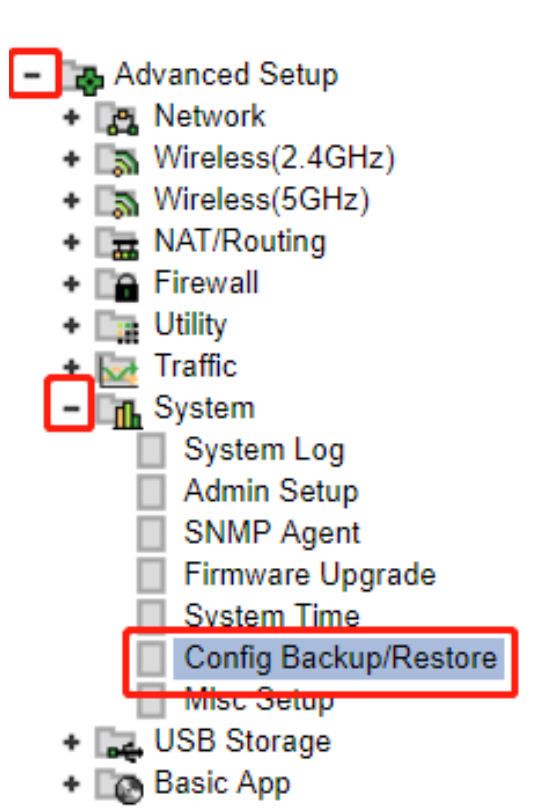 Advanced Setup
Network
Wireless(2.4GHz)
Wireless(5GHz)
NAT/Routing
Firewall
Utility
Traffic
System
System Log
Admin Setup
SNMP Agent
Firmware Upgrade
System Time
Config Backup/Restore
Misc Setup
USB Storage
Basic App